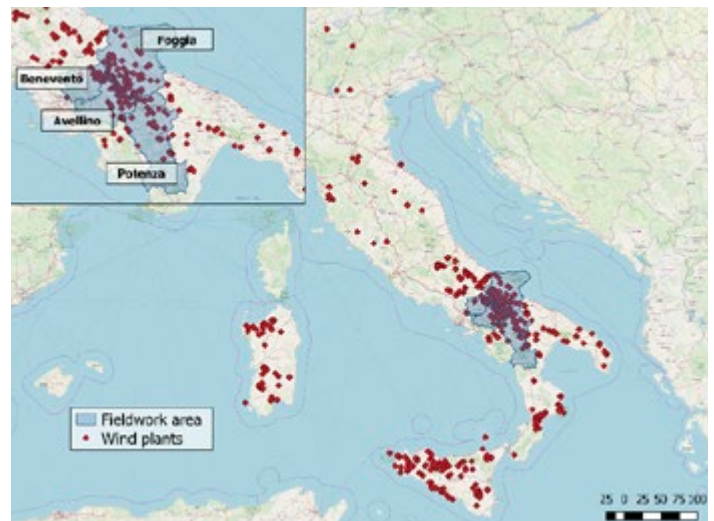 Foggia
Benevento
Avellino
Potenza
Fieldwork area
Wind plants
25 0 25 50 75 100